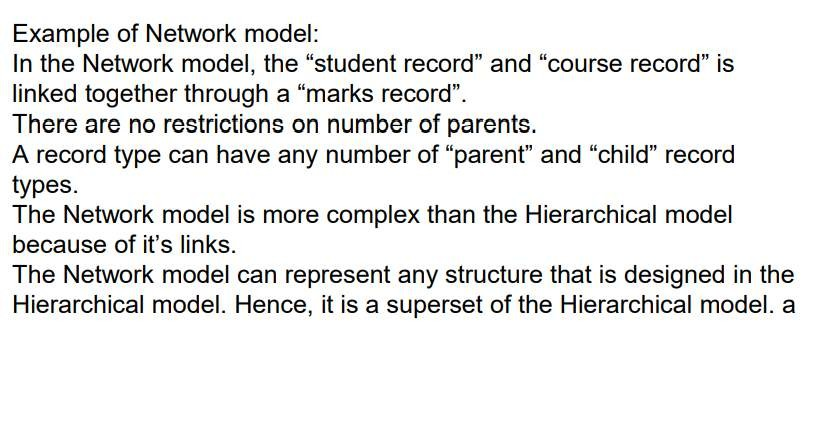 Example of Network model:
In the Network model, the “student record” and “course record” is
linked together through a “marks record”.
There are no restrictions on number of parents.
A record type can have any number of “parent” and “child” record
types.
The Network model is more complex than the Hierarchical model
because of it’s links.
The Network model can represent any structure that is designed in the
Hierarchical model. Hence, it is a superset of the Hierarchical model. a